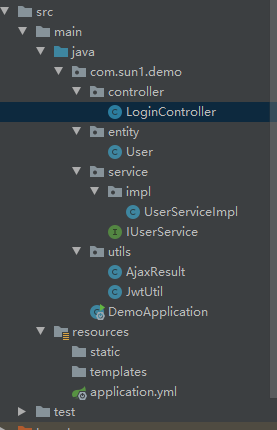 src
main
java
com.sun1.demo
controller
LoginController
entity
User
service
impl
UserServiceImpl
IUserService
utils
AjaxResult
JwtUtil
DemoApplication
resources
static
templates
application.yml
test